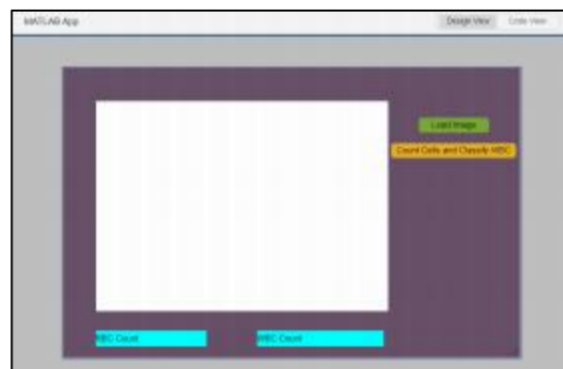 MATLAB App
Design View Code View
Load Image
Count Cells and Classify WBC
RBC Count
WBC Count